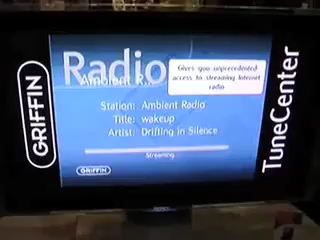 GRIFFIN
Radio
Ambient R...
Gives you unprecedented
access to streaming Internet
radio
Station: Ambient Radio
Title: wakeup
Artist: Drifting in Silence
Streaming
GRIFFIN
TuneCenter